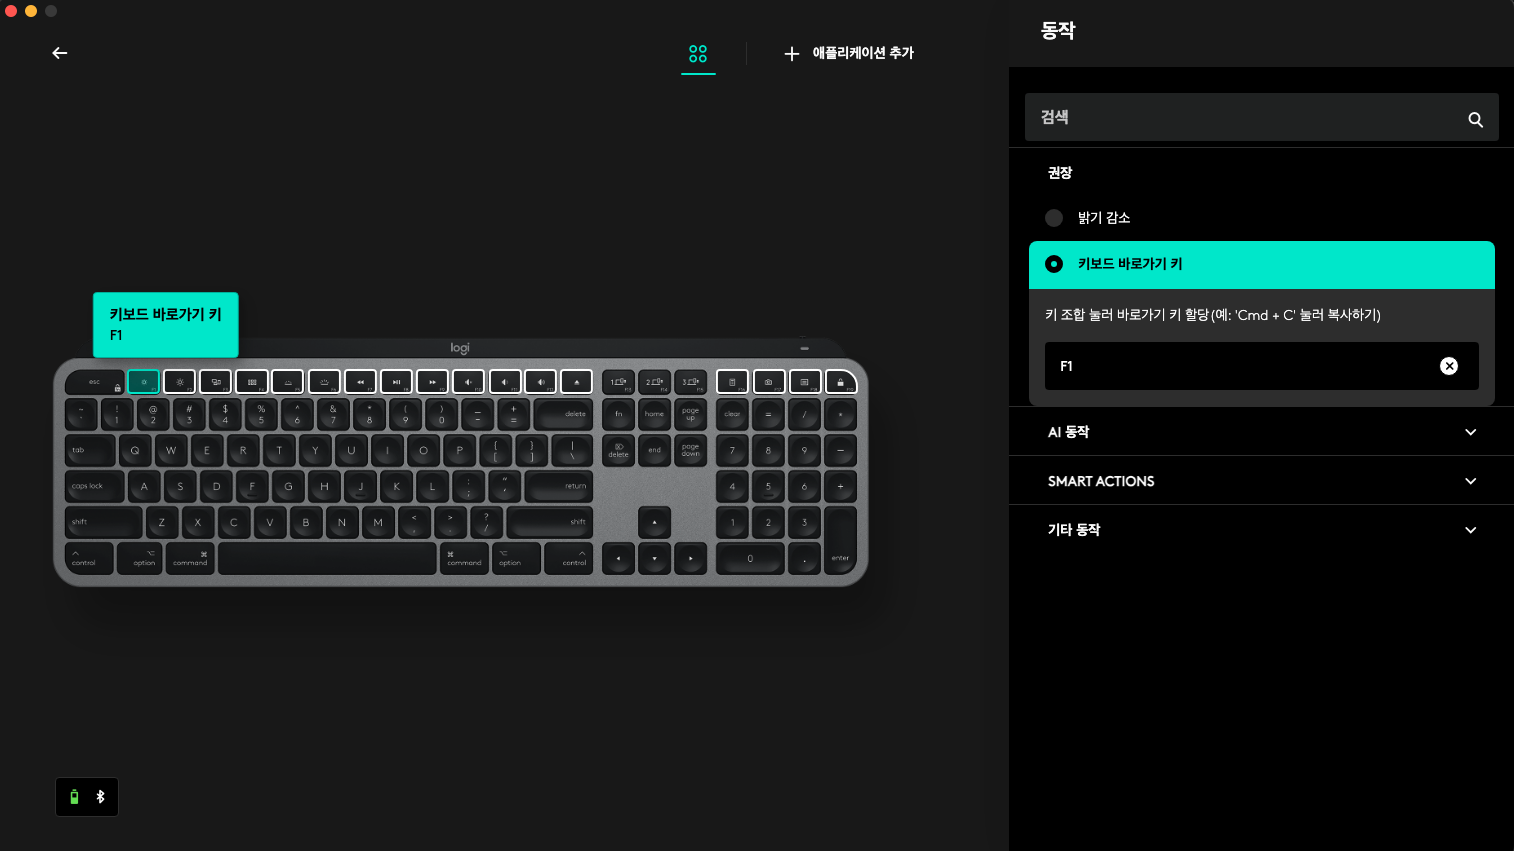 동작
애플리케이션 추가
검색
권장
밝기 감소
키보드 바로가기 키
키 조합 눌러 바로가기 키 할당(예: 'Cmd + C' 눌러 복사하기)
F1
AI 동작
SMART ACTIONS
기타 동작
키보드 바로가기 키
F1
logi
esc
1 2 3
~ ! @ # $ % ^ & * ( ) _ +
` 1 2 3 4 5 6 7 8 9 0 - = delete
fn home page up
clear = / *
tab Q W E R T Y U I O P { [ } ] | \
delete end page down
7 8 9 −
caps lock A S D F G H J K L : ; " ' return
4 5 6 +
shift Z X C V B N M < , > . ? / shift
1 2 3
control option command command option control
0 . enter